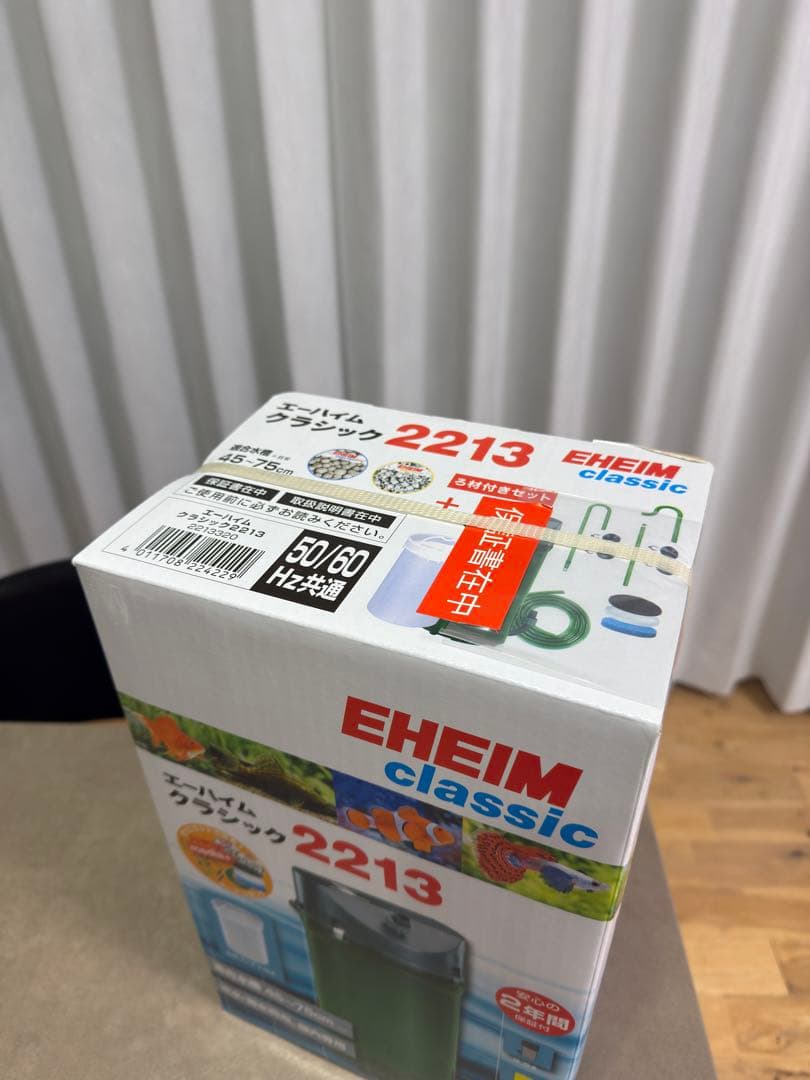 エーハイム
クラシック 2213 EHEIM
classic
適合水槽
45~75cm
ろ材付きセット
保証書在中 取扱説明書在中
ご使用前に必ずお読みください。
+
保証書在中
エーハイム
クラシック2213
2213320
4 011708 224229
50/60
Hz共通
EHEIM
classic
エーハイム
クラシック 2213
安心の
2年間
保証付